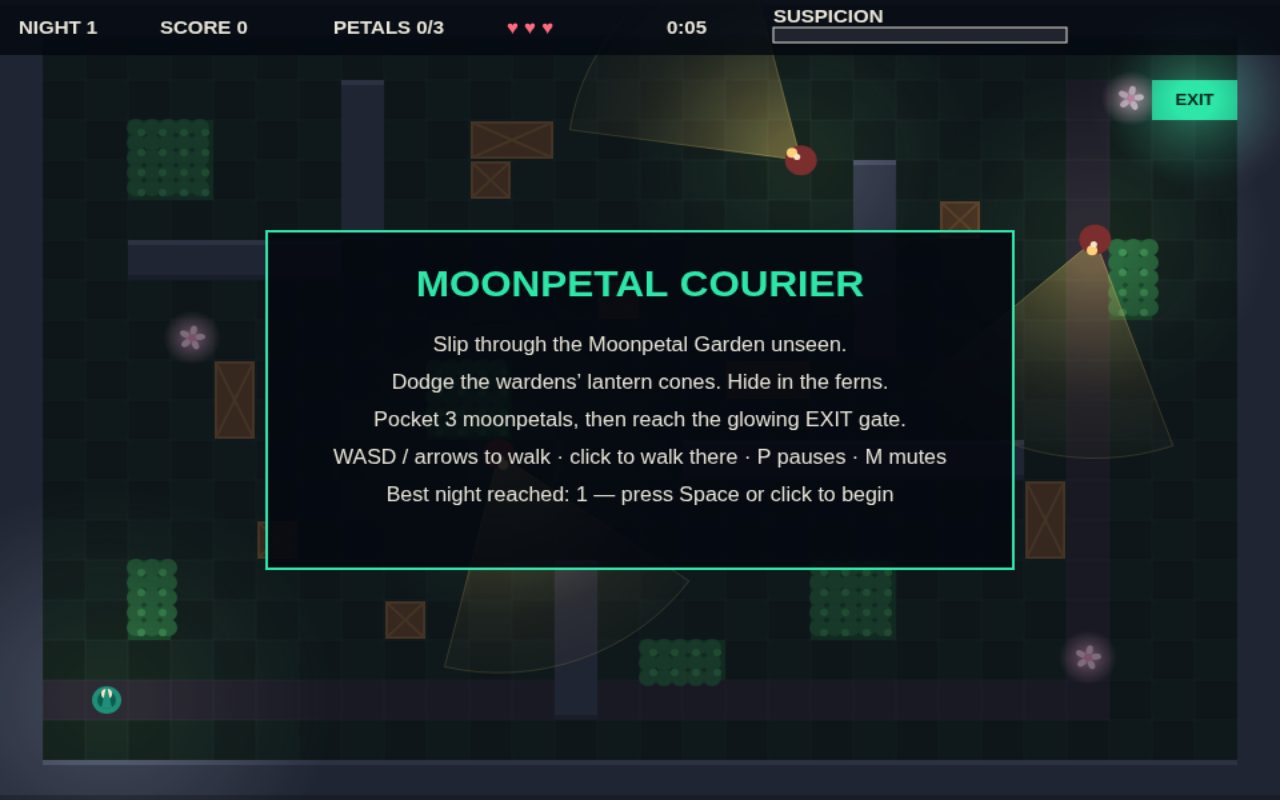 NIGHT 1 SCORE 0 PETALS 0/3 ♥ ♥ ♥ 0:05 SUSPICION
EXIT
MOONPETAL COURIER
Slip through the Moonpetal Garden unseen.
Dodge the wardens’ lantern cones. Hide in the ferns.
Pocket 3 moonpetals, then reach the glowing EXIT gate.
WASD / arrows to walk · click to walk there · P pauses · M mutes
Best night reached: 1 — press Space or click to begin